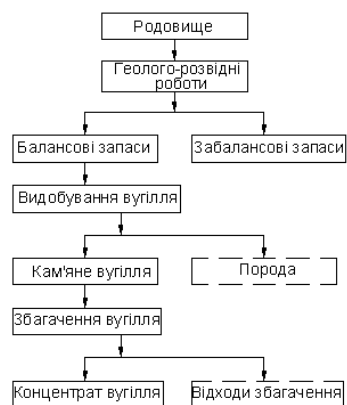 Родовище
Геолого-розвідні
роботи
Балансові запаси
Забалансові запаси
Видобування вугілля
Кам'яне вугілля
Порода
Збагачення вугілля
Концентрат вугілля
Відходи збагачення